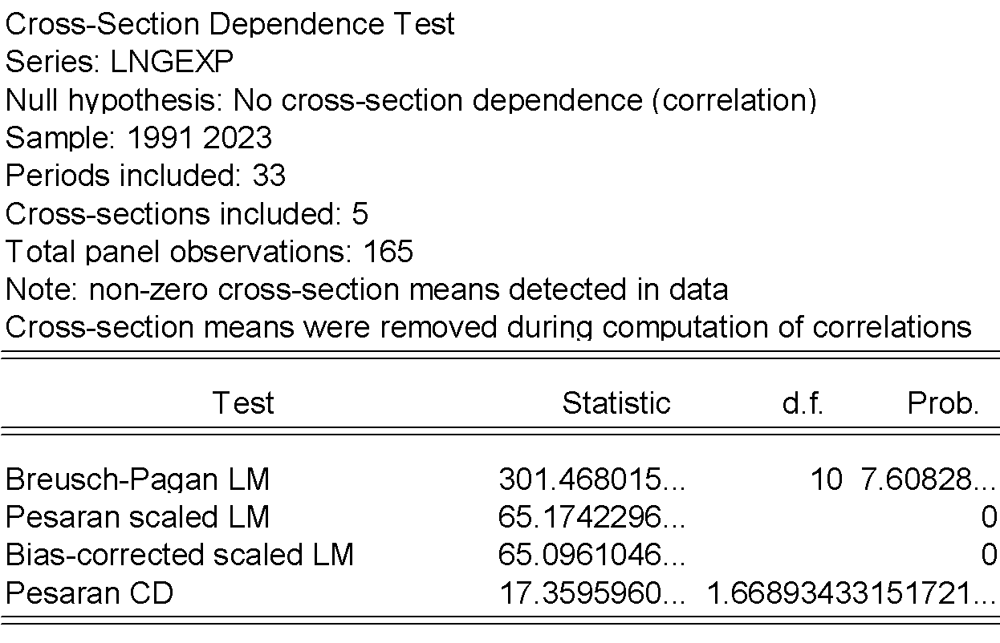 Cross-Section Dependence Test
Series: LNGEXP
Null hypothesis: No cross-section dependence (correlation)
Sample: 1991 2023
Periods included: 33
Cross-sections included: 5
Total panel observations: 165
Note: non-zero cross-section means detected in data
Cross-section means were removed during computation of correlations
Test Statistic d.f. Prob.
Breusch-Pagan LM 301.468015... 10 7.60828...
Pesaran scaled LM 65.1742296... 0
Bias-corrected scaled LM 65.0961046... 0
Pesaran CD 17.3595960... 1.66893433151721...